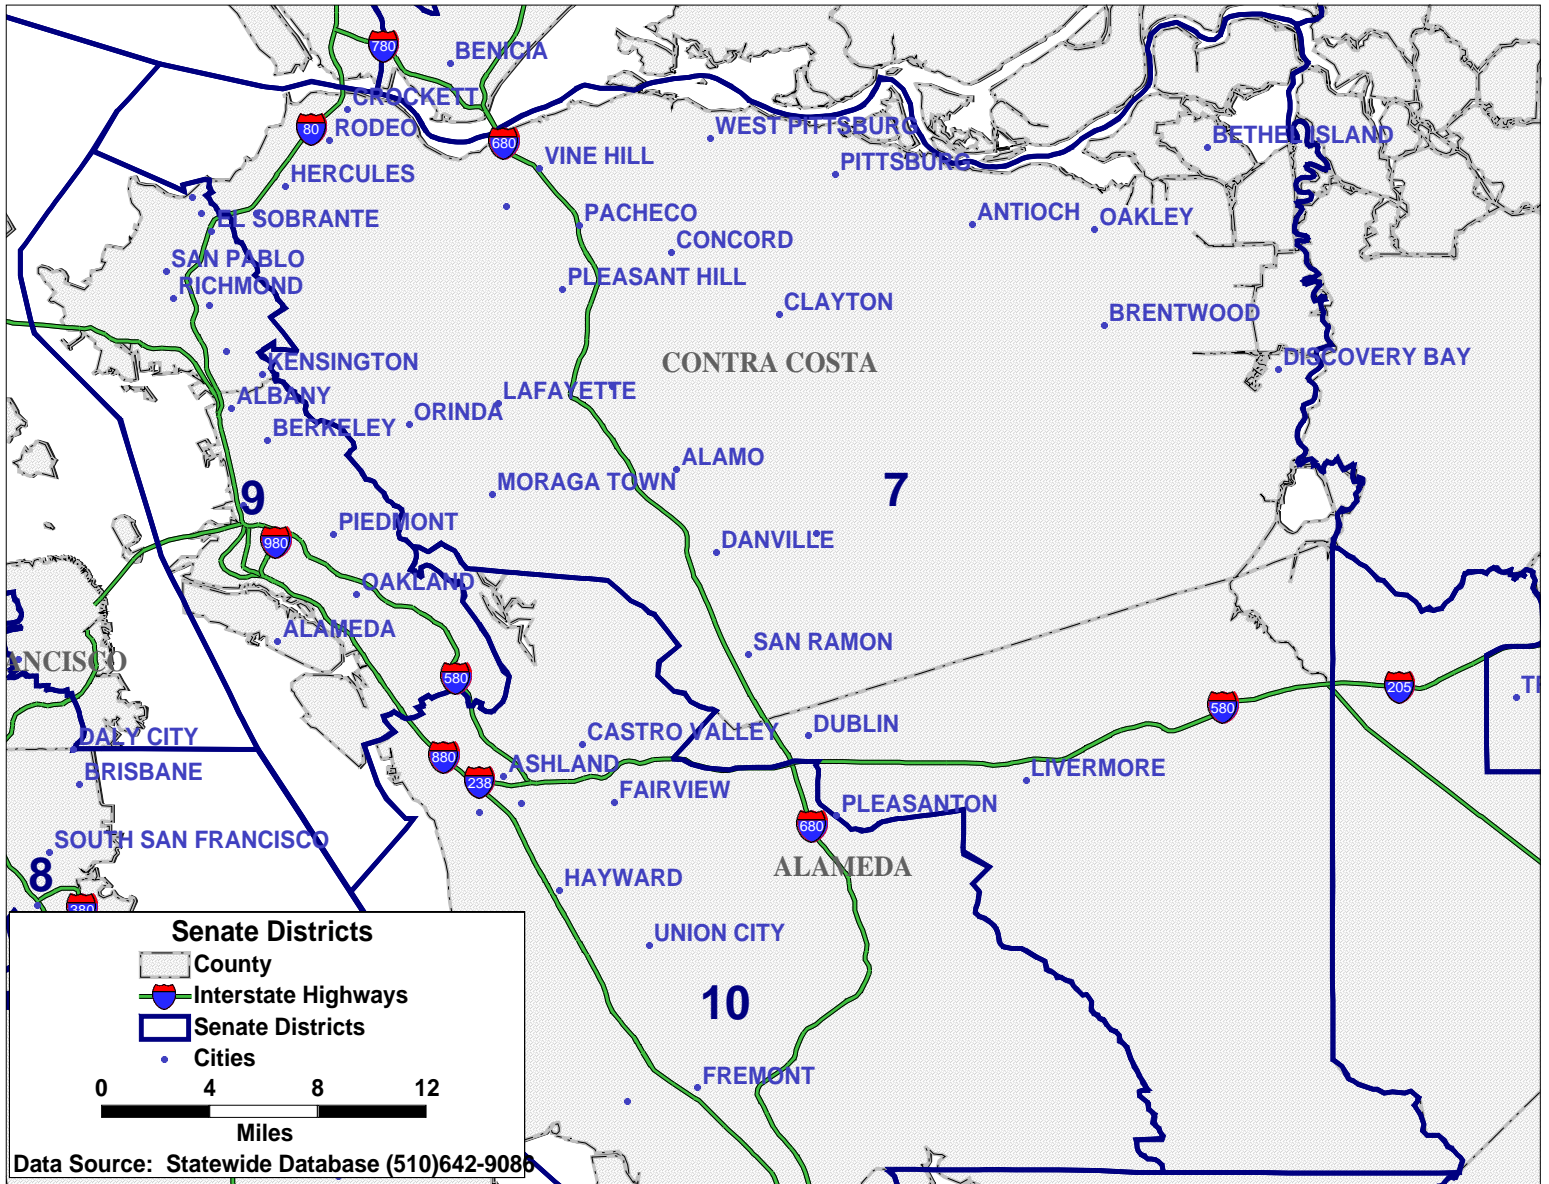 780
BENICIA
CROCKETT
80
RODEO
680
WEST PITTSBURG
BETHEL ISLAND
VINE HILL
PITTSBURG
HERCULES
EL SOBRANTE
PACHECO
ANTIOCH
OAKLEY
CONCORD
SAN PABLO
RICHMOND
PLEASANT HILL
CLAYTON
BRENTWOOD
KENSINGTON
CONTRA COSTA
DISCOVERY BAY
ALBANY
LAFAYETTE
ORINDA
BERKELEY
ALAMO
MORAGA TOWN
7
9
PIEDMONT
980
DANVILLE
OAKLAND
ALAMEDA
SAN RAMON
ANCISCO
580
205
580
TR
DALY CITY
CASTRO VALLEY
DUBLIN
880
BRISBANE
ASHLAND
238
LIVERMORE
FAIRVIEW
PLEASANTON
680
SOUTH SAN FRANCISCO
ALAMEDA
8
HAYWARD
380
UNION CITY
10
FREMONT
Senate Districts
County
Interstate Highways
Senate Districts
Cities
0 4 8 12
Miles
Data Source: Statewide Database (510)642-9086